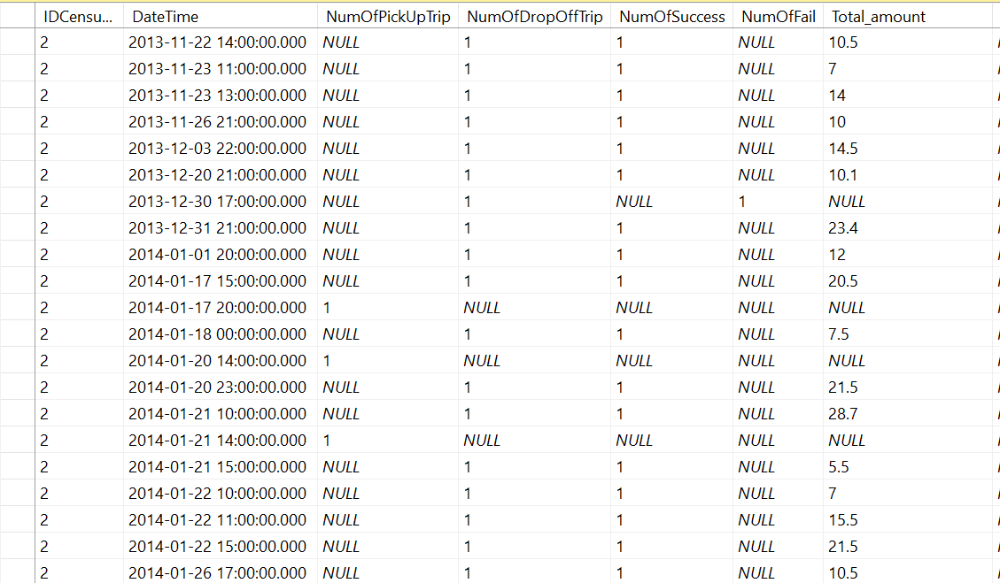 IDCensu... DateTime NumOfPickUpTrip NumOfDropOffTrip NumOfSuccess NumOfFail Total_amount
2 2013-11-22 14:00:00.000 NULL 1 1 NULL 10.5
2 2013-11-23 11:00:00.000 NULL 1 1 NULL 7
2 2013-11-23 13:00:00.000 NULL 1 1 NULL 14
2 2013-11-26 21:00:00.000 NULL 1 1 NULL 10
2 2013-12-03 22:00:00.000 NULL 1 1 NULL 14.5
2 2013-12-20 21:00:00.000 NULL 1 1 NULL 10.1
2 2013-12-30 17:00:00.000 NULL 1 NULL 1 NULL
2 2013-12-31 21:00:00.000 NULL 1 1 NULL 23.4
2 2014-01-01 20:00:00.000 NULL 1 1 NULL 12
2 2014-01-17 15:00:00.000 NULL 1 1 NULL 20.5
2 2014-01-17 20:00:00.000 1 NULL NULL NULL NULL
2 2014-01-18 00:00:00.000 NULL 1 1 NULL 7.5
2 2014-01-20 14:00:00.000 1 NULL NULL NULL NULL
2 2014-01-20 23:00:00.000 NULL 1 1 NULL 21.5
2 2014-01-21 10:00:00.000 NULL 1 1 NULL 28.7
2 2014-01-21 14:00:00.000 1 NULL NULL NULL NULL
2 2014-01-21 15:00:00.000 NULL 1 1 NULL 5.5
2 2014-01-22 10:00:00.000 NULL 1 1 NULL 7
2 2014-01-22 11:00:00.000 NULL 1 1 NULL 15.5
2 2014-01-22 15:00:00.000 NULL 1 1 NULL 21.5
2 2014-01-26 17:00:00.000 NULL 1 1 NULL 10.5